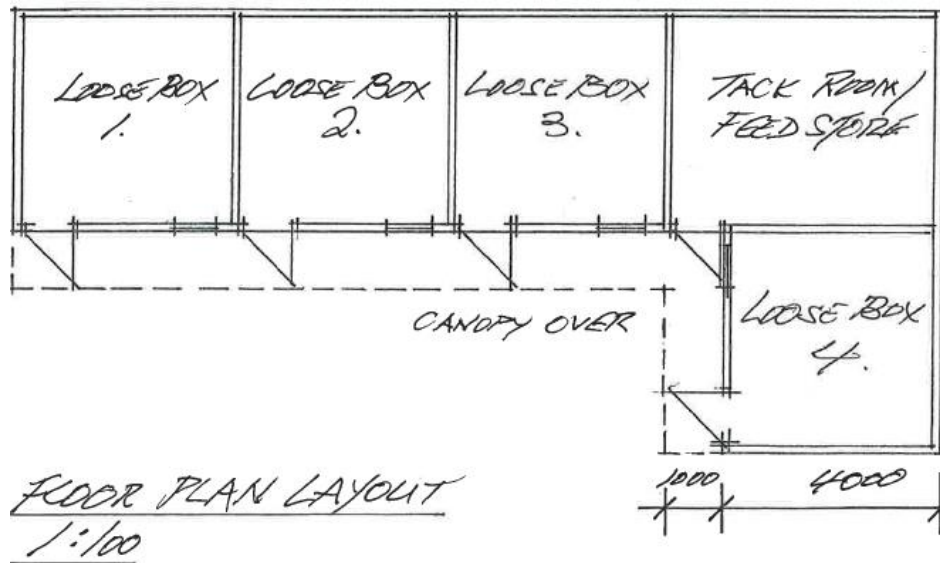 LOOSE BOX
1.
LOOSE BOX
2.
LOOSE BOX
3.
TACK ROOM/
FEED STORE
CANOPY OVER
LOOSE BOX
4.
FLOOR PLAN LAYOUT
1:100
1000
4000